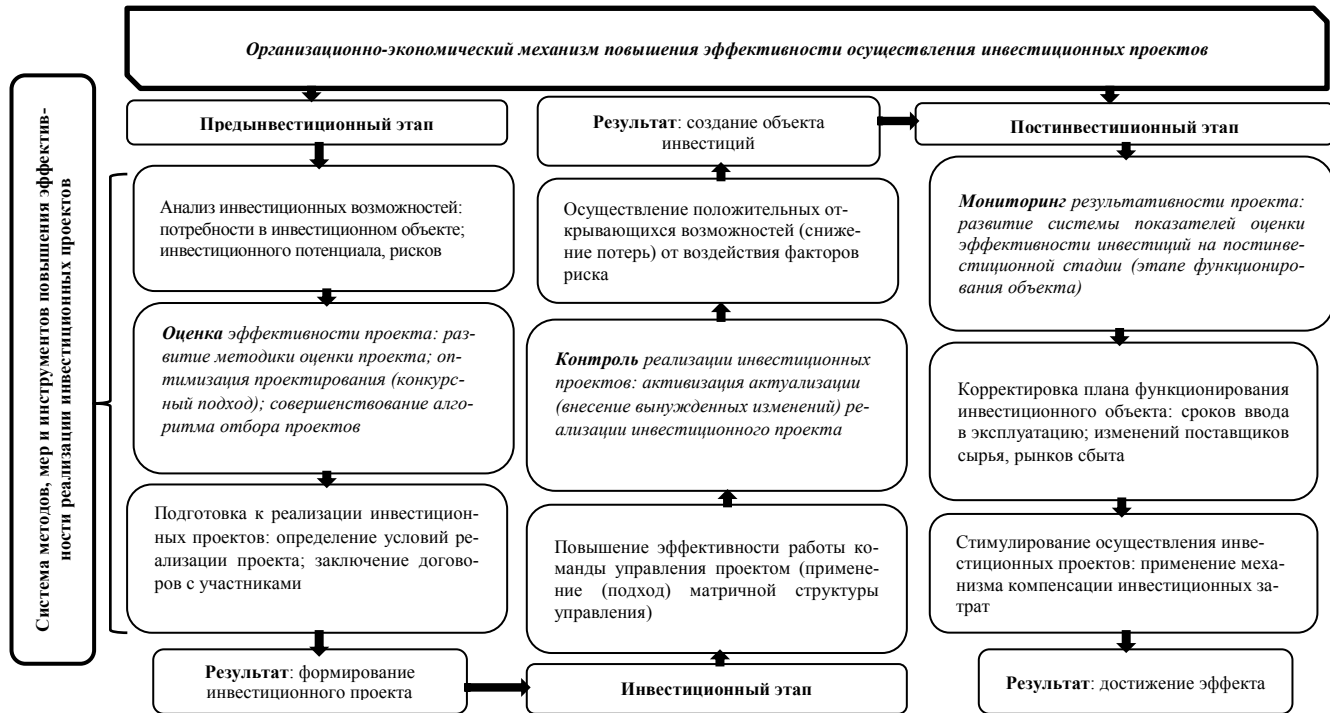 Организационно-экономический механизм повышения эффективности осуществления инвестиционных проектов
Система методов, мер и инструментов повышения эффектив-
ности реализации инвестиционных проектов
Предынвестиционный этап
Анализ инвестиционных возможностей:
потребности в инвестиционном объекте;
инвестиционного потенциала, рисков
Оценка эффективности проекта: раз-
витие методики оценки проекта; оп-
тимизация проектирования (конкурс-
ный подход); совершенствование алго-
ритма отбора проектов
Подготовка к реализации инвестицион-
ных проектов: определение условий реа-
лизации проекта; заключение догово-
ров с участниками
Результат: формирование
инвестиционного проекта
Результат: создание объекта
инвестиций
Осуществление положительных от-
крывающихся возможностей (сниже-
ние потерь) от воздействия факторов
риска
Контроль реализации инвестиционных
проектов: активизация актуализации
(внесение вынужденных изменений) ре-
ализации инвестиционного проекта
Повышение эффективности работы ко-
манды управления проектом (примене-
ние (подход) матричной структуры
управления)
Инвестиционный этап
Постинвестиционный этап
Мониторинг результативности проекта:
развитие системы показателей оценки
эффективности инвестиций на постинве-
стиционной стадии (этапе функциониро-
вания объекта)
Корректировка плана функционирования
инвестиционного объекта: сроков ввода
в эксплуатацию; изменений поставщиков
сырья, рынков сбыта
Стимулирование осуществления инве-
стиционных проектов: применение меха-
низма компенсации инвестиционных за-
трат
Результат: достижение эффекта